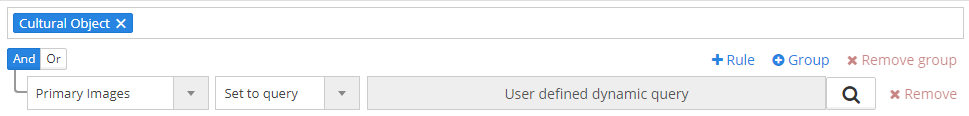 Cultural Object ×
And Or + Rule + Group × Remove group
Primary Images Set to query User defined dynamic query × Remove